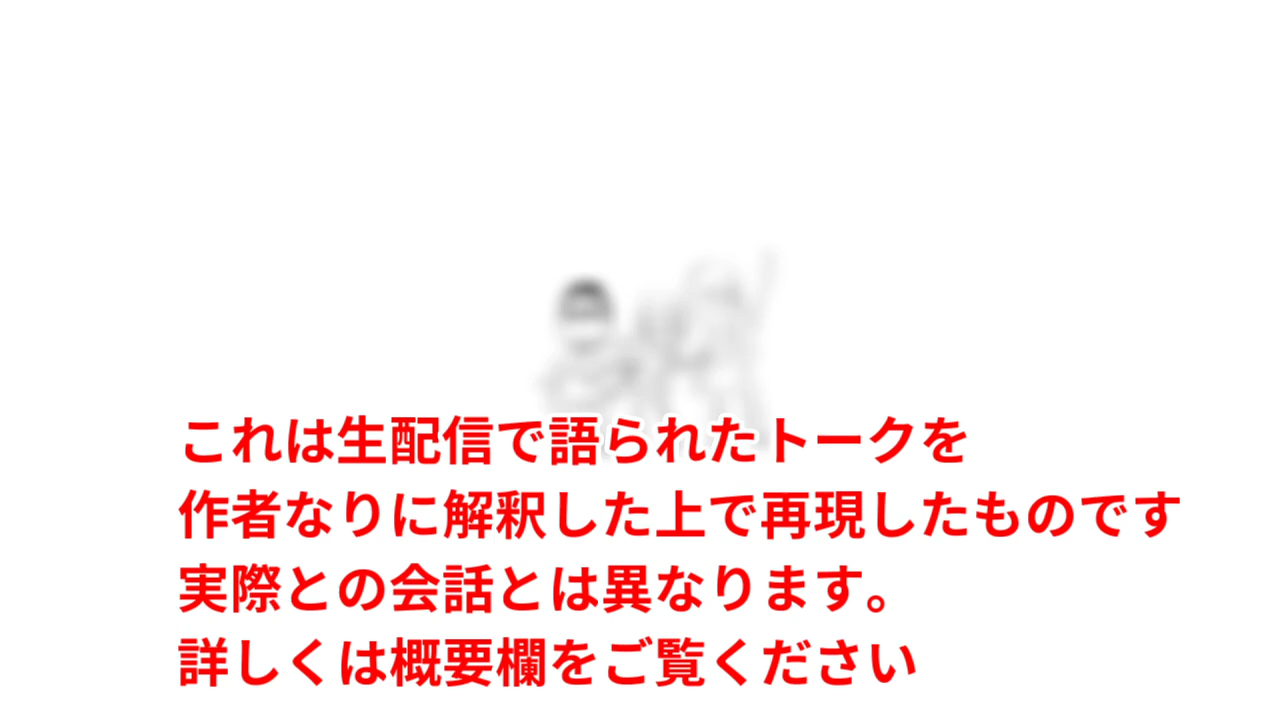 これは生配信で語られたトークを
作者なりに解釈した上で再現したものです
実際との会話とは異なります。
詳しくは概要欄をご覧ください